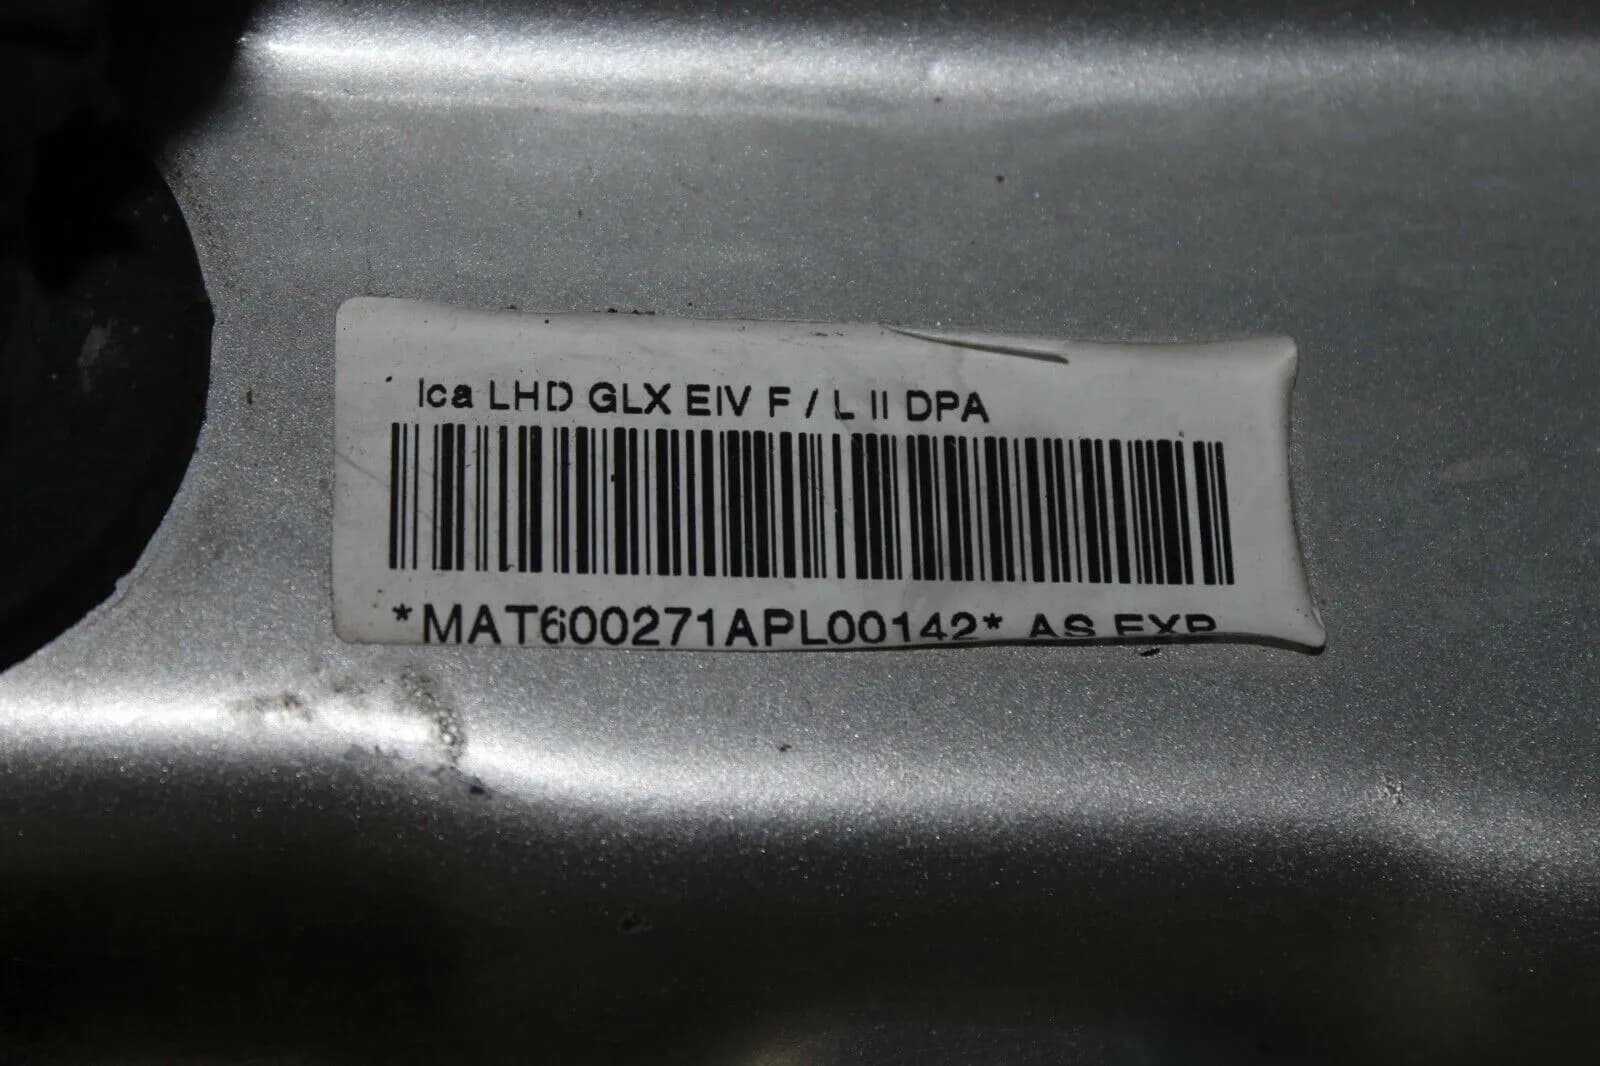 Ica LHD GLX EIV F / L II DPA
*MAT600271APL00142* AS EXP